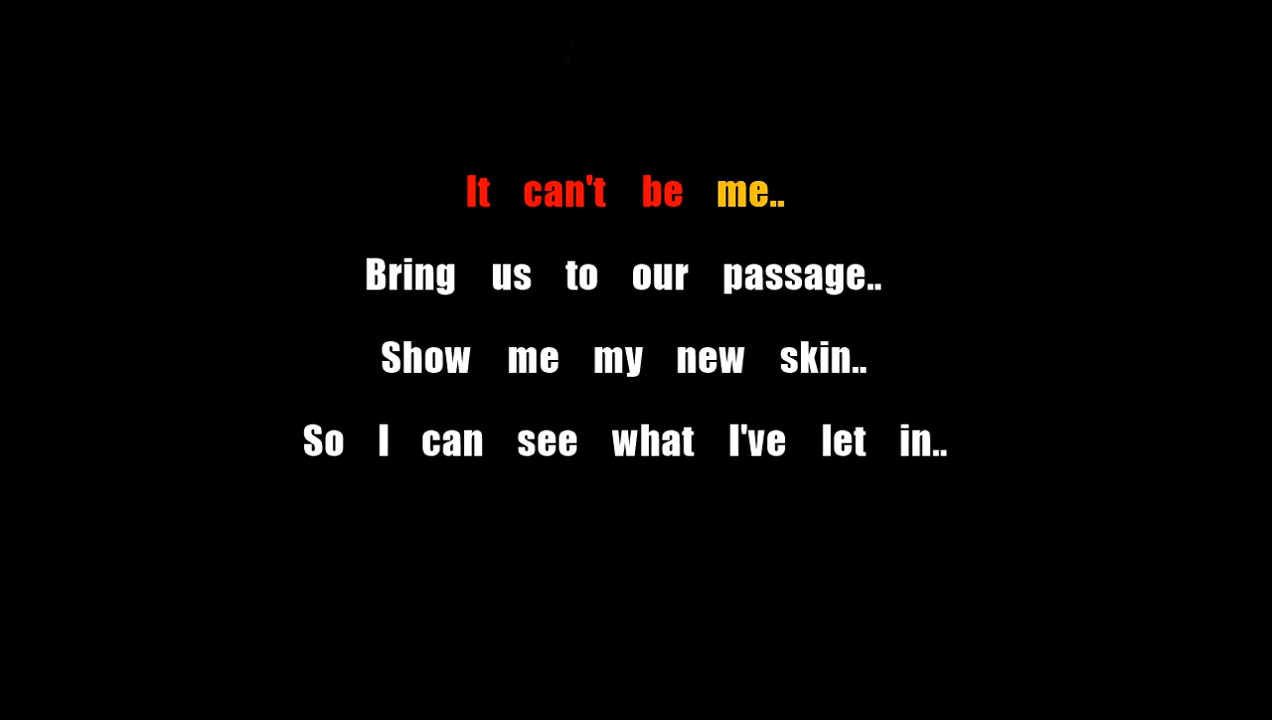 It can't be me..
Bring us to our passage..
Show me my new skin..
So I can see what I've let in..